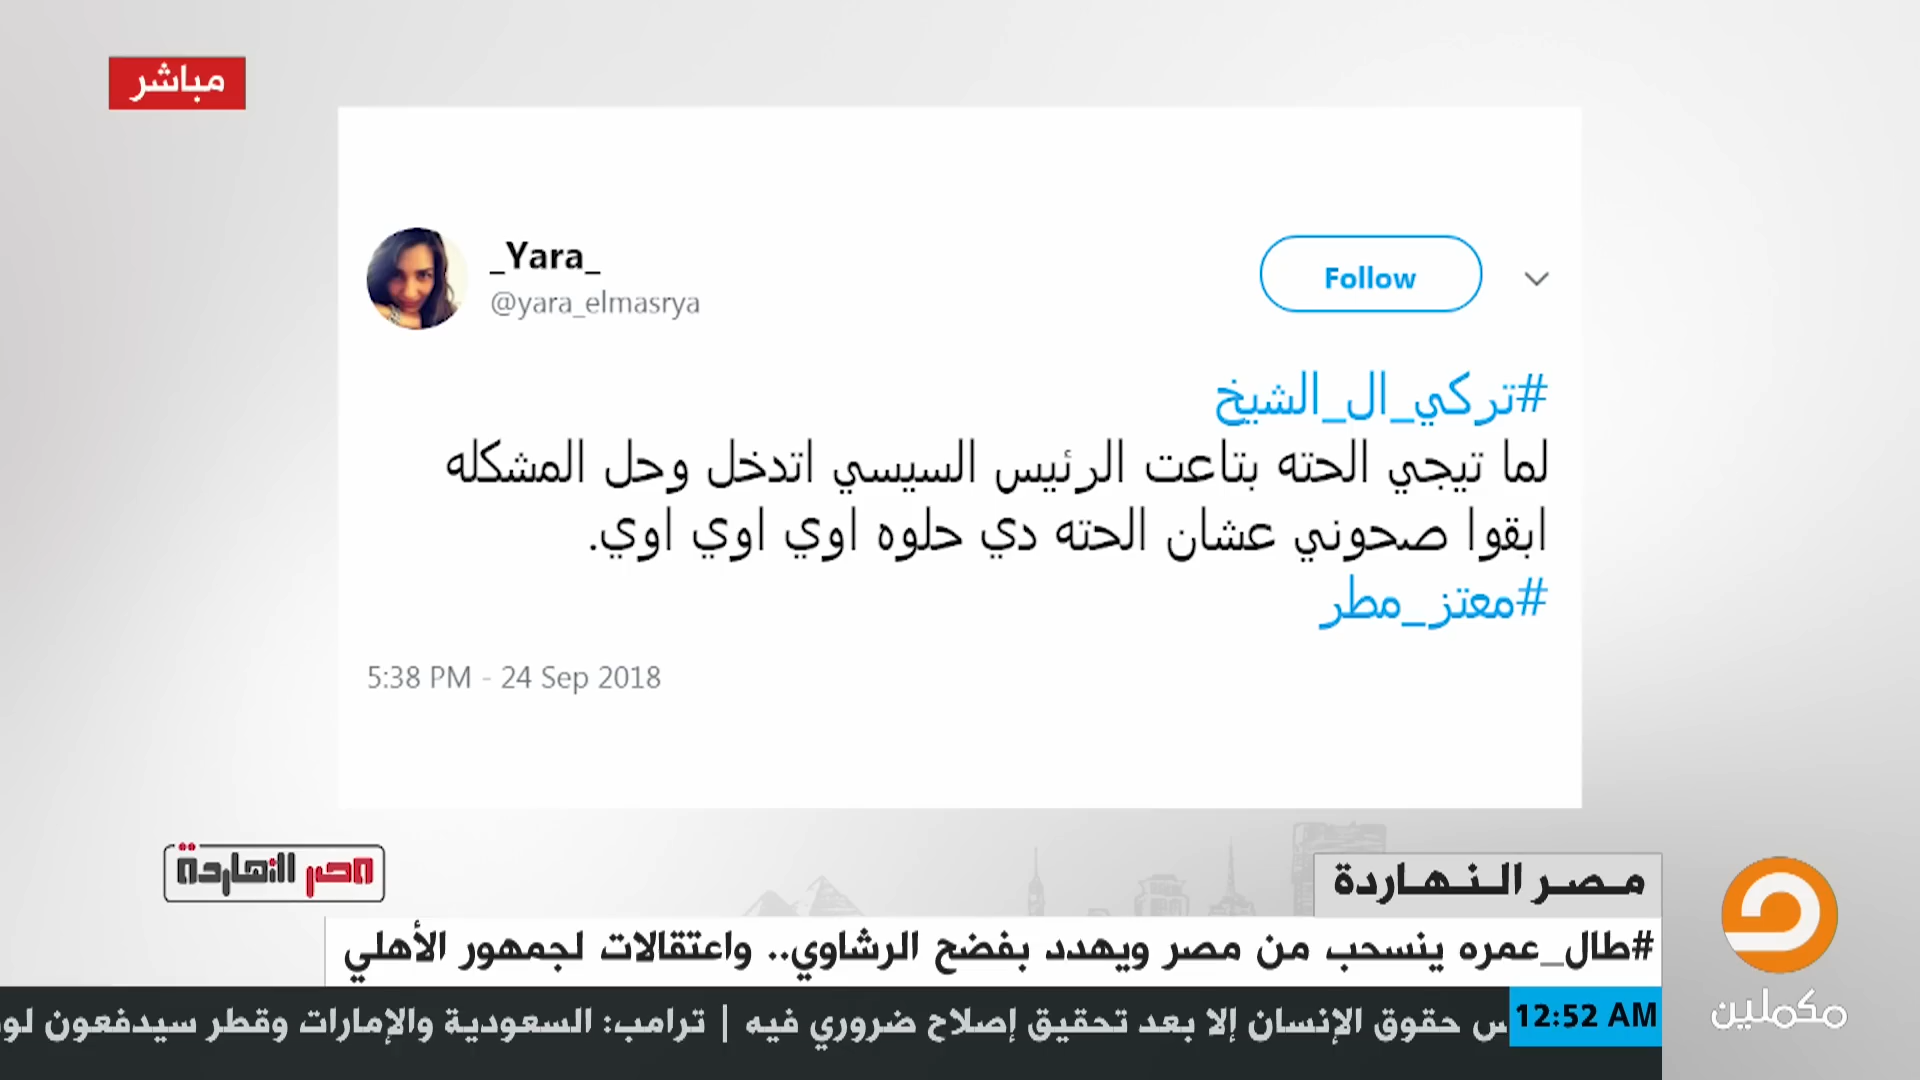 مباشر
_Yara_
@yara_elmasrya
Follow
#تركي_ال_الشيخ
لما تيجي الحته بتاعت الرئيس السيسي اتدخل وحل المشكله
ابقوا صحوني عشان الحته دي حلوه اوي اوي اوي.
#معتز_مطر
5:38 PM - 24 Sep 2018
مصر النهاردة
مصر النهاردة
#طال_عمره ينسحب من مصر ويهدد بفضح الرشاوي.. واعتقالات لجمهور الأهلي
12:52 AM
س حقوق الإنسان إلا بعد تحقيق إصلاح ضروري فيه | ترامب: السعودية والإمارات وقطر سيدفعون لو
مكملين